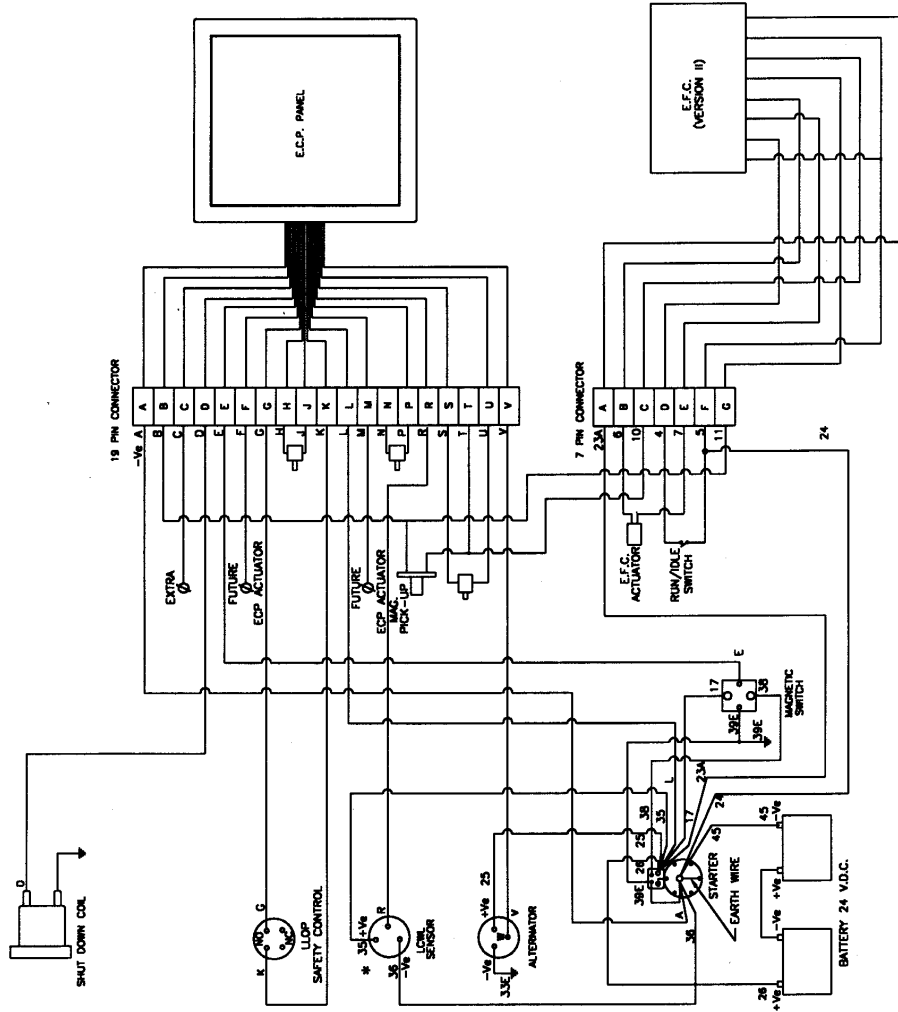 E.C.P. PANEL
E.F.C.
(VERSION II)
19 PIN CONNECTOR
-Ve A
A
B
B
C
C
D
D
E
E
F
F
G
G
H
H
J
J
K
K
L
L
M
M
N
N
P
P
R
R
S
S
T
T
U
U
V
V
7 PIN CONNECTOR
23A
A
6
B
10
C
4
D
7
E
5
F
11
G
24
EXTRA
FUTURE
ECP ACTUATOR
FUTURE
ECP ACTUATOR
MAG.
PICK-UP
E.F.C.
ACTUATOR
RUN/IDLE
SWITCH
E
17
38
39E
39E
MAGNETIC
SWITCH
SHUT DOWN COIL
D
K
G
NO
NC
LLOP
SAFETY CONTROL
*
35 +Ve
R
36
-Ve
LCWL
SENSOR
25
+Ve
V
-Ve
33E
ALTERNATOR
39E
26
25
38
35
L
17
23A
24
45
A
36
STARTER
EARTH WIRE
26
+Ve
-Ve
+Ve
45
-Ve
BATTERY 24 V.D.C.